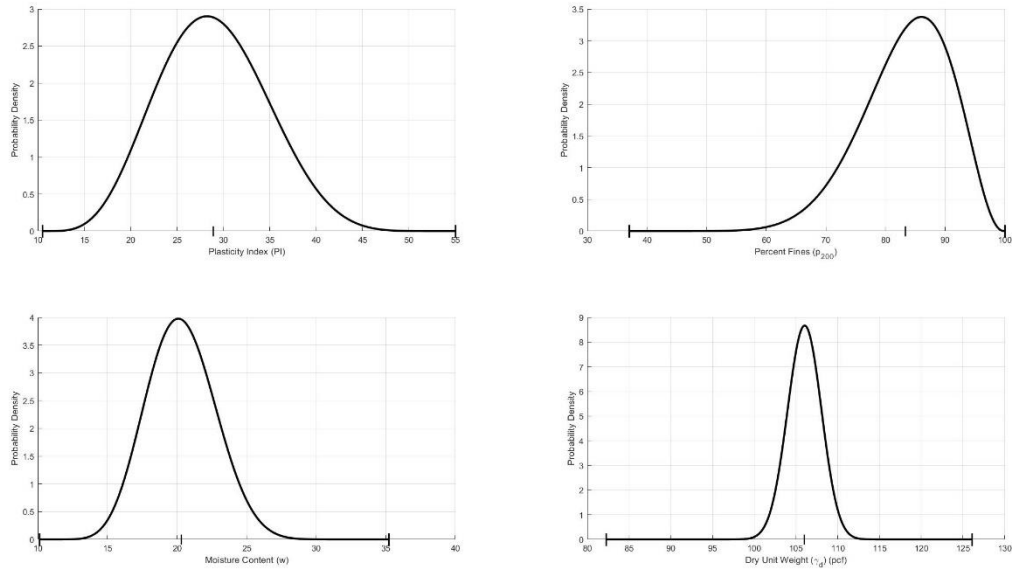 3
2.5
2
1.5
1
0.5
0
Probability Density
10 15 20 25 30 35 40 45 50 55
Plasticity Index (PI)
3.5
3
2.5
2
1.5
1
0.5
0
Probability Density
30 40 50 60 70 80 90 100
Percent Fines (p200)
4
3.5
3
2.5
2
1.5
1
0.5
0
Probability Density
10 15 20 25 30 35 40
Moisture Content (w)
9
8
7
6
5
4
3
2
1
0
Probability Density
80 85 90 95 100 105 110 115 120 125 130
Dry Unit Weight (γd) (pcf)